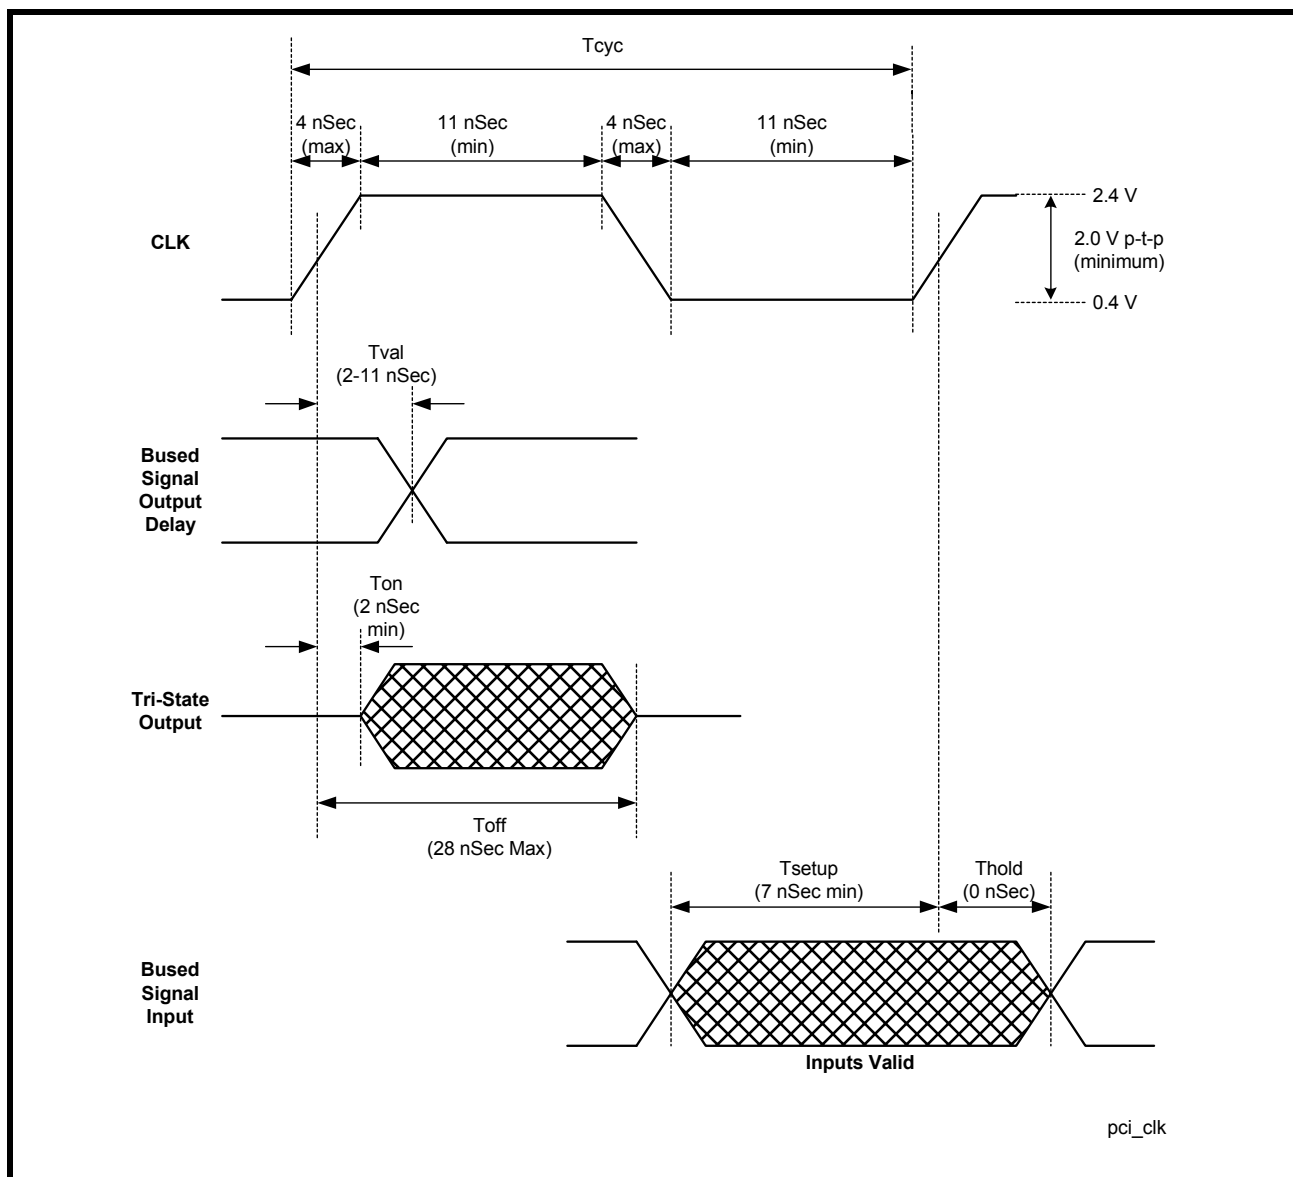 Tcyc
4 nSec
(max)
11 nSec
(min)
4 nSec
(max)
11 nSec
(min)
CLK
2.4 V
2.0 V p-t-p
(minimum)
0.4 V
Tval
(2-11 nSec)
Bused
Signal
Output
Delay
Ton
(2 nSec
min)
Tri-State
Output
Toff
(28 nSec Max)
Tsetup
(7 nSec min)
Thold
(0 nSec)
Bused
Signal
Input
Inputs Valid
pci_clk